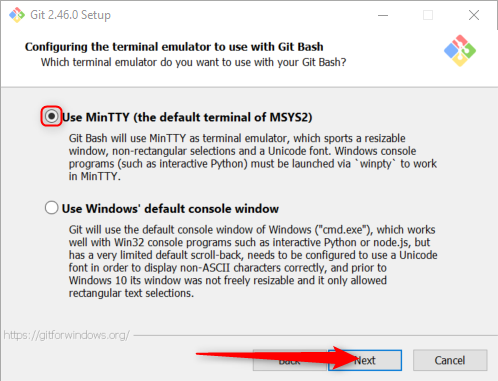 Git 2.46.0 Setup
Configuring the terminal emulator to use with Git Bash
Which terminal emulator do you want to use with your Git Bash?
Use MinTTY (the default terminal of MSYS2)
Git Bash will use MinTTY as terminal emulator, which sports a resizable
window, non-rectangular selections and a Unicode font. Windows console
programs (such as interactive Python) must be launched via `winpty` to work
in MinTTY.
Use Windows' default console window
Git will use the default console window of Windows ("cmd.exe"), which works
well with Win32 console programs such as interactive Python or node.js, but
has a very limited default scroll-back, needs to be configured to use a Unicode
font in order to display non-ASCII characters correctly, and prior to
Windows 10 its window was not freely resizable and it only allowed
rectangular text selections.
https://gitforwindows.org/
Back Next Cancel